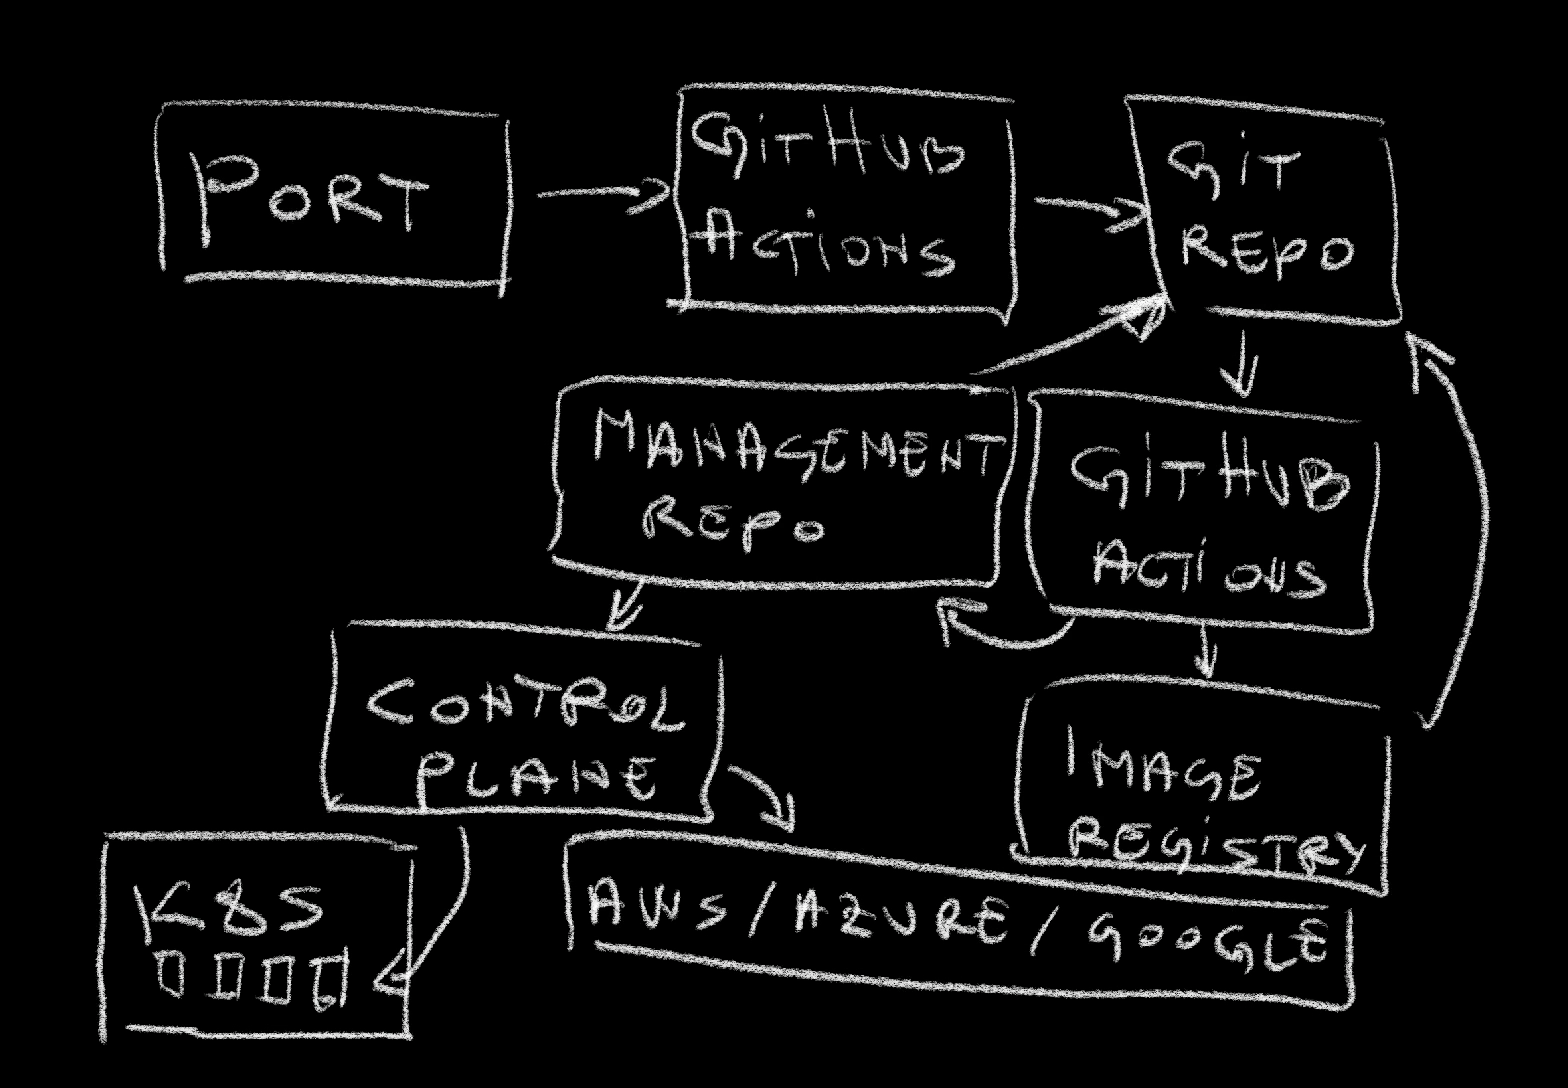 PORT
GITHUB
ACTIONS
GIT
REPO
MANAGEMENT
REPO
GITHUB
ACTIONS
CONTROL
PLANE
IMAGE
REGISTRY
K8S
AWS / AZURE / GOOGLE